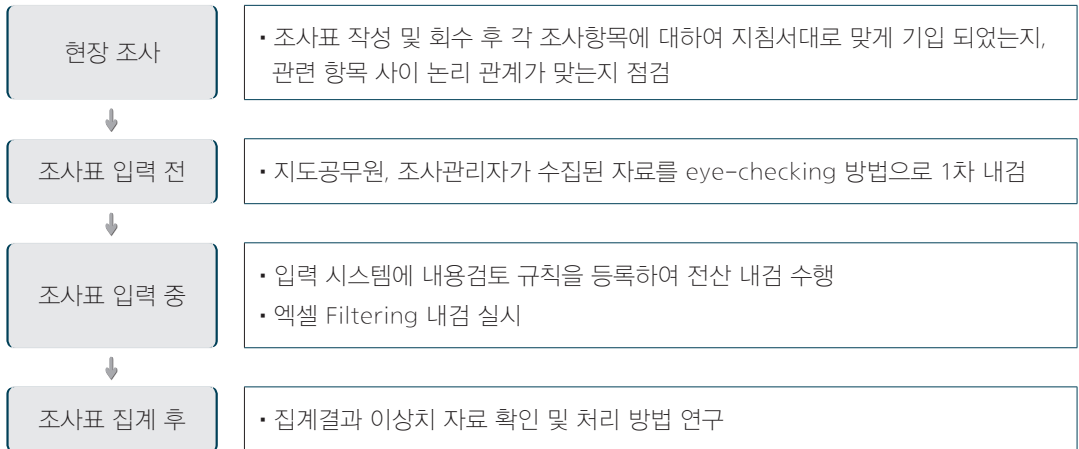 현장 조사
▪ 조사표 작성 및 회수 후 각 조사항목에 대하여 지침서대로 맞게 기입 되었는지,
관련 항목 사이 논리 관계가 맞는지 점검
조사표 입력 전
▪ 지도공무원, 조사관리자가 수집된 자료를 eye-checking 방법으로 1차 내검
조사표 입력 중
▪ 입력 시스템에 내용검토 규칙을 등록하여 전산 내검 수행
▪ 엑셀 Filtering 내검 실시
조사표 집계 후
▪ 집계결과 이상치 자료 확인 및 처리 방법 연구